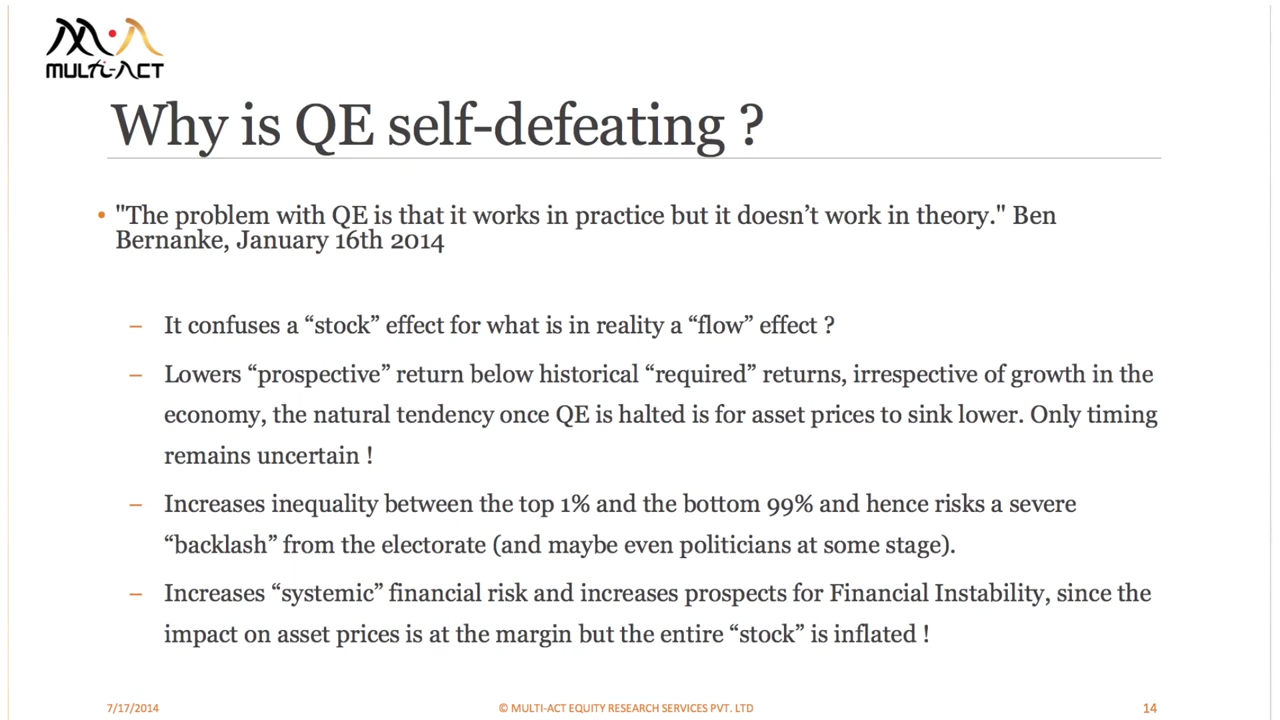 MULTI-ACT
Why is QE self-defeating ?
• "The problem with QE is that it works in practice but it doesn’t work in theory." Ben
Bernanke, January 16th 2014
– It confuses a “stock” effect for what is in reality a “flow” effect ?
– Lowers “prospective” return below historical “required” returns, irrespective of growth in the
economy, the natural tendency once QE is halted is for asset prices to sink lower. Only timing
remains uncertain !
– Increases inequality between the top 1% and the bottom 99% and hence risks a severe
“backlash” from the electorate (and maybe even politicians at some stage).
– Increases “systemic” financial risk and increases prospects for Financial Instability, since the
impact on asset prices is at the margin but the entire “stock” is inflated !
7/17/2014
© MULTI-ACT EQUITY RESEARCH SERVICES PVT. LTD
14